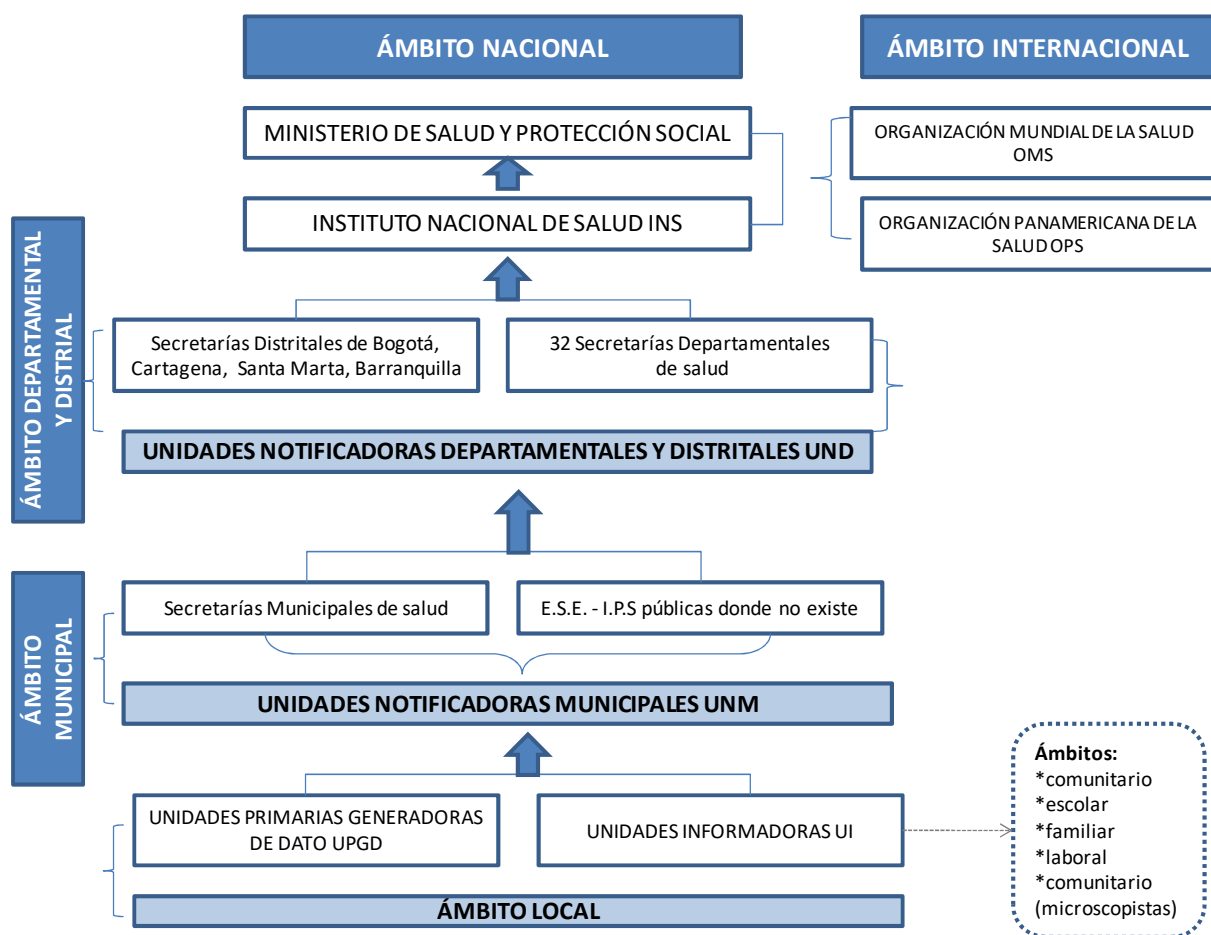 ÁMBITO NACIONAL
ÁMBITO INTERNACIONAL
MINISTERIO DE SALUD Y PROTECCIÓN SOCIAL
ORGANIZACIÓN MUNDIAL DE LA SALUD
OMS
INSTITUTO NACIONAL DE SALUD INS
ORGANIZACIÓN PANAMERICANA DE LA
SALUD OPS
ÁMBITO DEPARTAMENTAL
Y DISTRIAL
Secretarías Distritales de Bogotá,
Cartagena, Santa Marta, Barranquilla
32 Secretarías Departamentales
de salud
UNIDADES NOTIFICADORAS DEPARTAMENTALES Y DISTRITALES UND
ÁMBITO
MUNICIPAL
Secretarías Municipales de salud
E.S.E. - I.P.S públicas donde no existe
UNIDADES NOTIFICADORAS MUNICIPALES UNM
UNIDADES PRIMARIAS GENERADORAS
DE DATO UPGD
UNIDADES INFORMADORAS UI
Ámbitos:
*comunitario
*escolar
*familiar
*laboral
*comunitario
(microscopistas)
ÁMBITO LOCAL